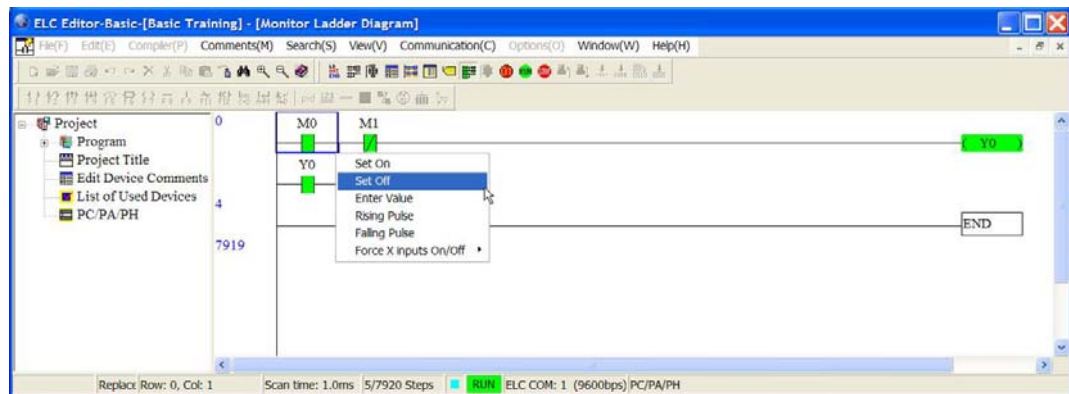 ELC Editor-Basic-[Basic Training] - [Monitor Ladder Diagram]
File(F) Edit(E) Compiler(P) Comments(M) Search(S) View(V) Communication(C) Options(O) Window(W) Help(H)
Project
Program
Project Title
Edit Device Comments
List of Used Devices
PC/PA/PH
0
M0 M1
Y0
Y0
4
END
7919
Set On
Set Off
Enter Value
Rising Pulse
Falling Pulse
Force X inputs On/Off
Replace Row: 0, Col: 1 Scan time: 1.0ms 5/7920 Steps RUN ELC COM: 1 (9600bps) PC/PA/PH